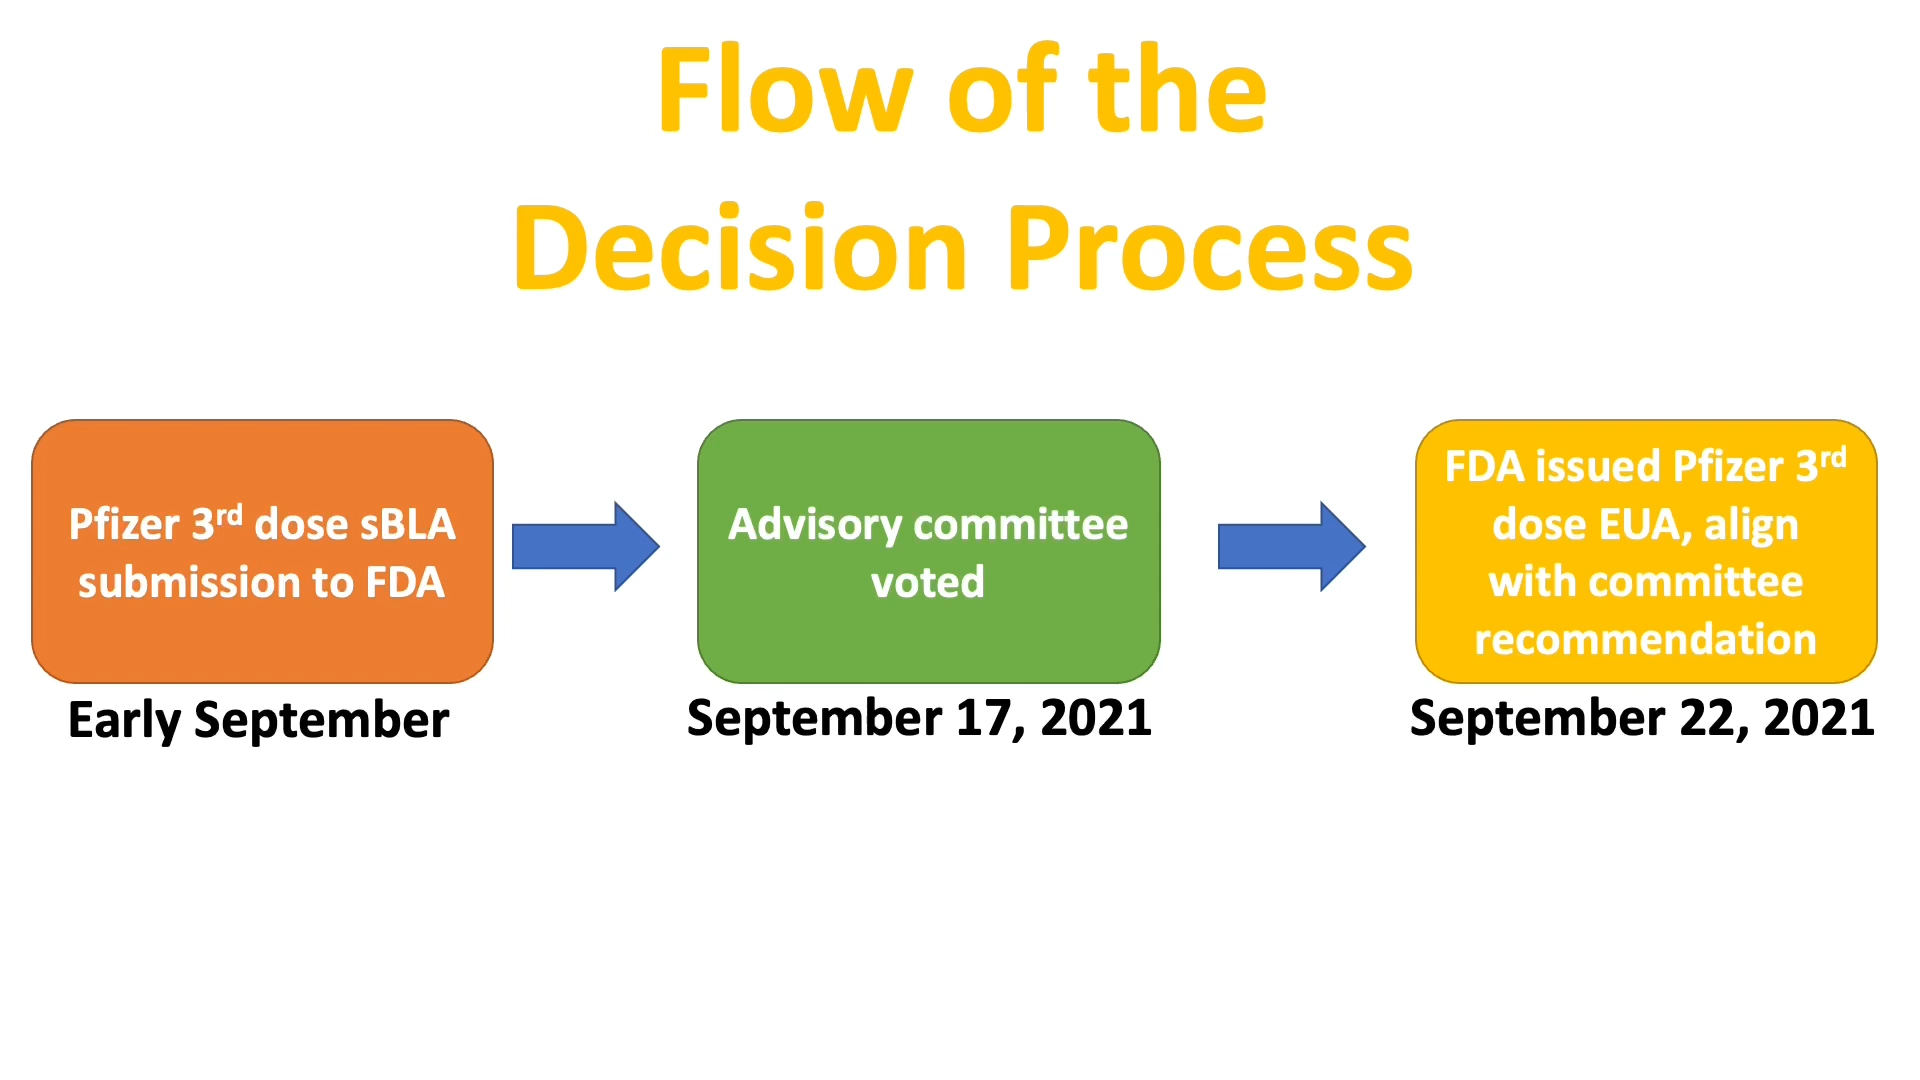 Flow of the
Decision Process
Pfizer 3rd dose sBLA
submission to FDA
Early September
Advisory committee
voted
September 17, 2021
FDA issued Pfizer 3rd
dose EUA, align
with committee
recommendation
September 22, 2021